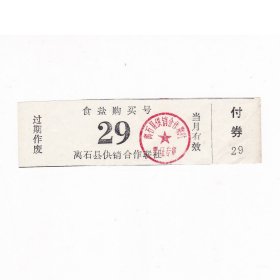 过期作废
食盐购买号
29
离石县供销合作联社
当月有效
付券
29